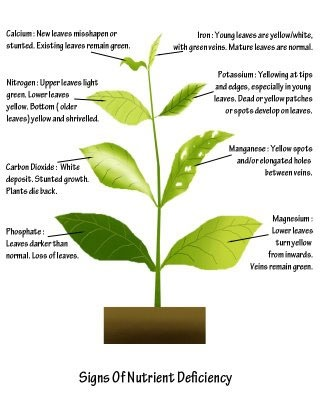 Calcium : New leaves misshapen or
stunted. Existing leaves remain green.
Iron : Young leaves are yellow/white,
with green veins. Mature leaves are normal.
Nitrogen : Upper leaves light
green. Lower leaves
yellow. Bottom ( older
leaves) yellow and shrivelled.
Potassium : Yellowing at tips
and edges, especially in young
leaves. Dead or yellow patches
or spots develop on leaves.
Carbon Dioxide : White
deposit. Stunted growth.
Plants die back.
Manganese : Yellow spots
and/or elongated holes
between veins.
Phosphate :
Leaves darker than
normal. Loss of leaves.
Magnesium :
Lower leaves
turn yellow
from inwards.
Veins remain green.
Signs Of Nutrient Deficiency